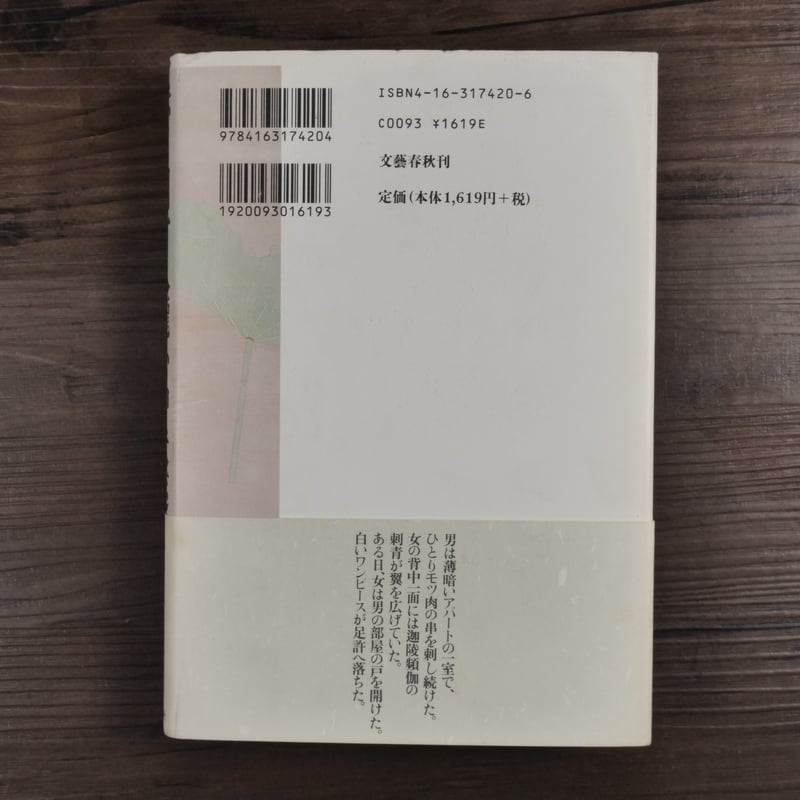 9784163174204
1920093016193
ISBN4-16-317420-6
C0093 ¥1619E
文藝春秋刊
定価(本体1,619円+税)
男は薄暗いアパートの一室で、
ひとりモツ肉の串を刺し続けた。
女の背中一面には迦陵頻伽の
刺青が翼を広げていた。
ある日、女は男の部屋の戸を開けた。
白いワンピースが足許へ落ちた。